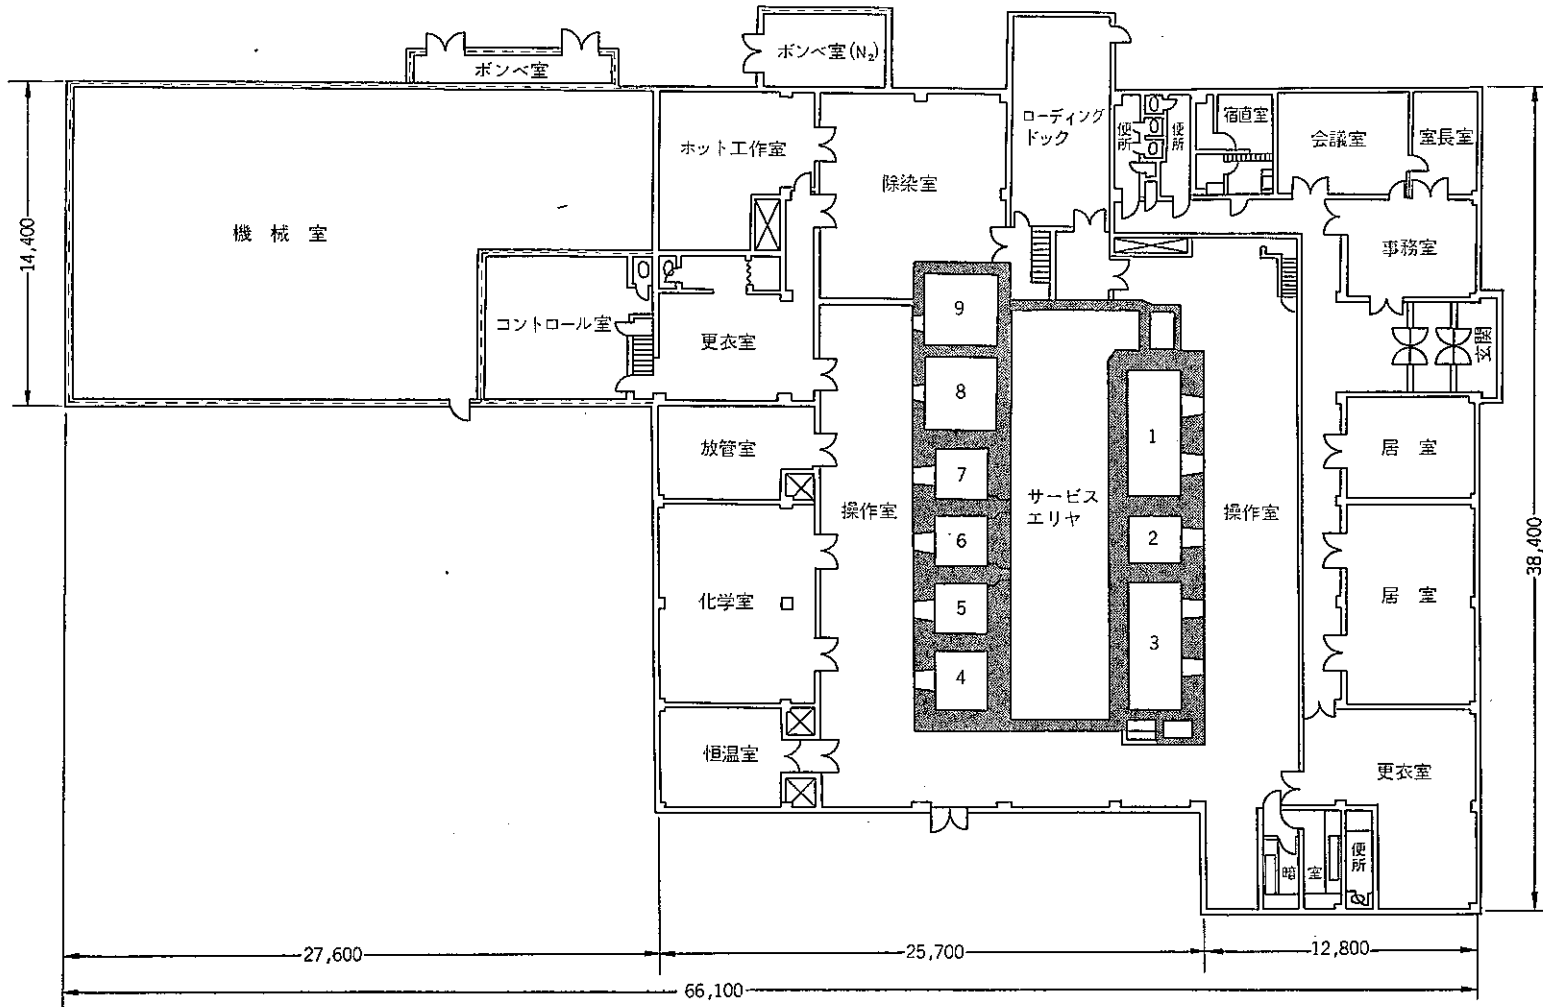 ボンベ室
ボンベ室(N₂)
ローディング
ドック
便所
便所
宿直室
会議室
室長室
ホット工作室
除染室
機械室
事務室
コントロール室
更衣室
玄関
9
8
7
6
5
4
1
2
3
放管室
操作室
サービス
エリヤ
操作室
居室
化学室
居室
恒温室
更衣室
暗室
便所
14,400
38,400
27,600
25,700
12,800
66,100